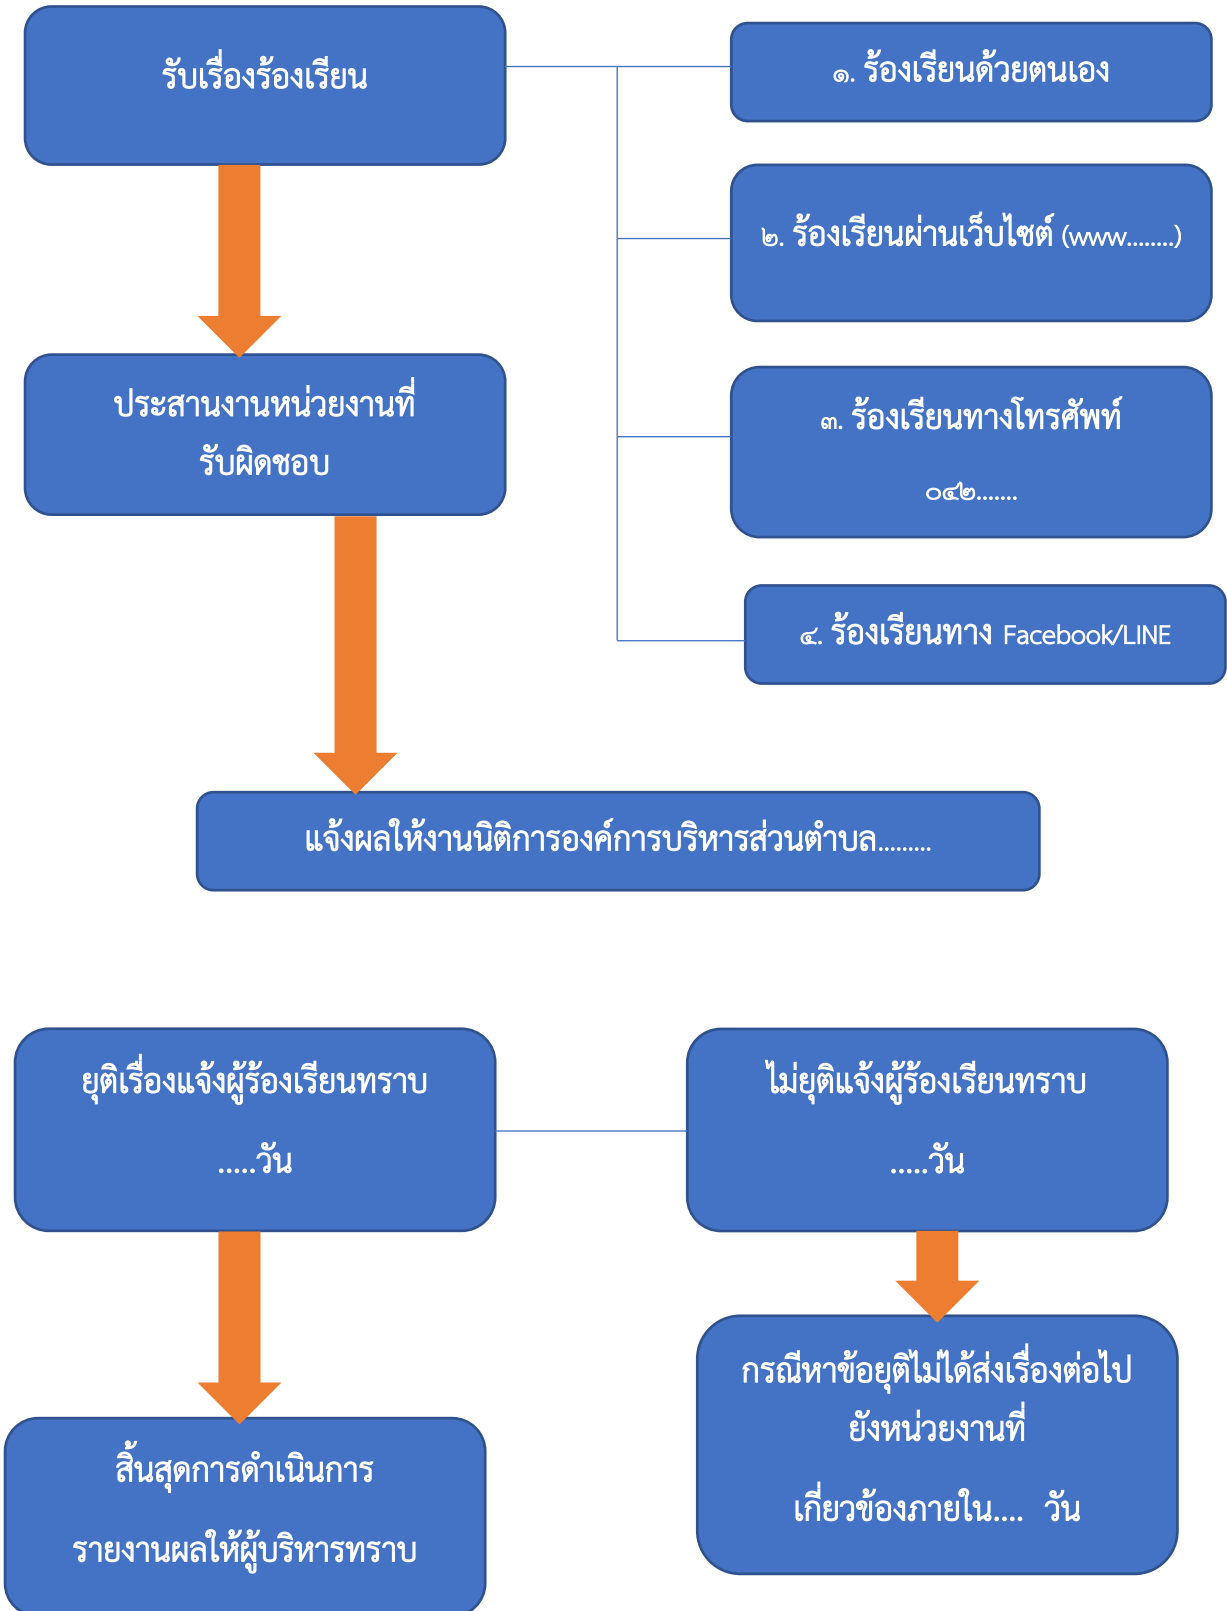 รับเรื่องร้องเรียน
๑. ร้องเรียนด้วยตนเอง
๒. ร้องเรียนผ่านเว็บไซต์ (www........)
๓. ร้องเรียนทางโทรศัพท์
๐๔๒.......
๔. ร้องเรียนทาง Facebook/LINE
ประสานงานหน่วยงานที่
รับผิดชอบ
แจ้งผลให้งานนิติการองค์การบริหารส่วนตำบล.........
ยุติเรื่องแจ้งผู้ร้องเรียนทราบ
.....วัน
ไม่ยุติแจ้งผู้ร้องเรียนทราบ
.....วัน
สิ้นสุดการดำเนินการ
รายงานผลให้ผู้บริหารทราบ
กรณีหาข้อยุติไม่ได้ส่งเรื่องต่อไป
ยังหน่วยงานที่
เกี่ยวข้องภายใน.... วัน